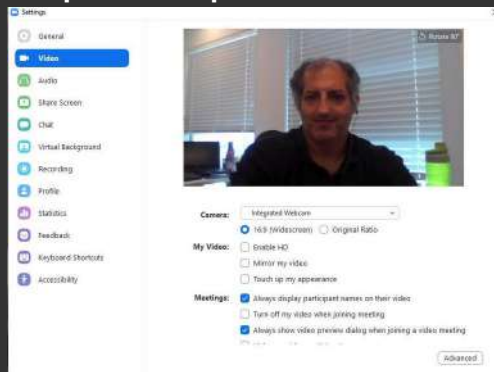 Settings
General
Rotate 90°
Video
Audio
Share Screen
Chat
Virtual Background
Recording
Profile
Statistics
Feedback
Keyboard Shortcuts
Accessibility
Camera: Integrated Webcam
16:9 (Widescreen) Original Ratio
My Video: Enable HD
Mirror my video
Touch up my appearance
Meetings: Always display participant names on their video
Turn off my video when joining meeting
Always show video preview dialog when joining a video meeting
Advanced